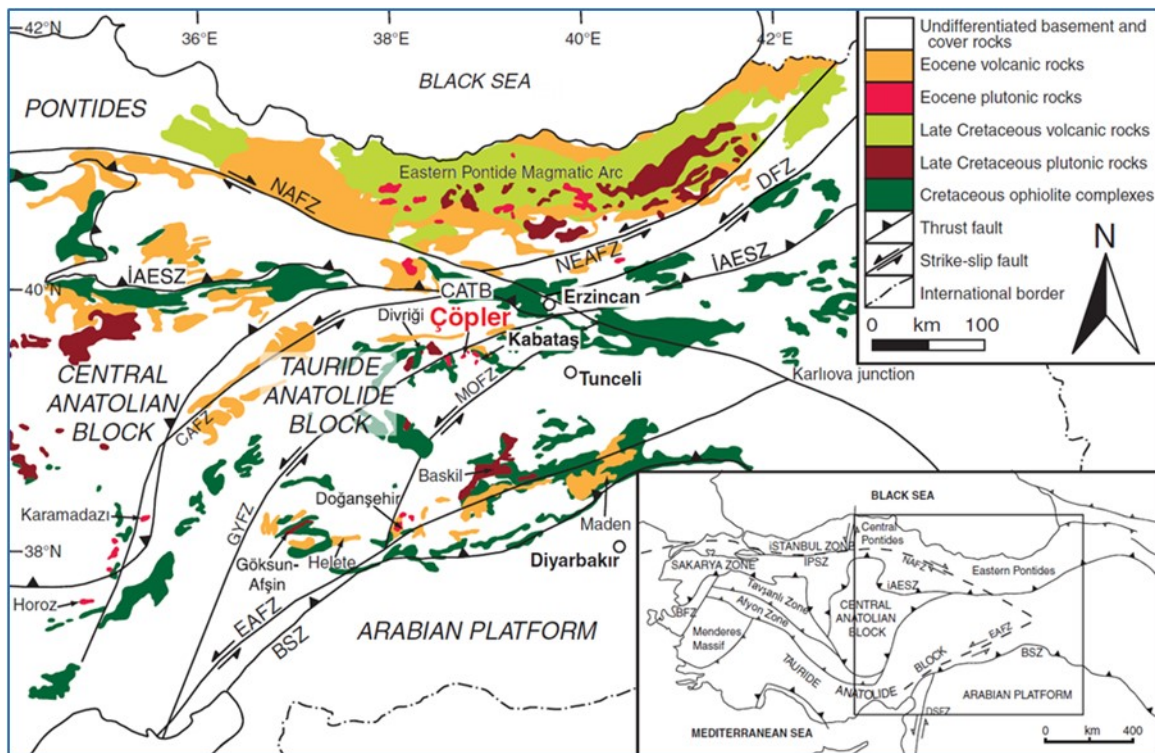 42°N
36°E
38°E
40°E
42°E
BLACK SEA
PONTIDES
Eastern Pontide Magmatic Arc
NAFZ
DFZ
NEAFZ
İAESZ
İAESZ
40°N
CATB
Erzincan
Divriği
Çöpler
Kabataş
Tunceli
CENTRAL
ANATOLIAN
BLOCK
TAURIDE
ANATOLIDE
BLOCK
MOFZ
CAFZ
Karlıova junction
Baskil
Doğanşehir
Karamadazı
GYFZ
Maden
38°N
Göksun-
Afşin
Helete
Diyarbakır
Horoz
EAFZ
BSZ
ARABIAN PLATFORM
Undifferentiated basement and
cover rocks
Eocene volcanic rocks
Eocene plutonic rocks
Late Cretaceous volcanic rocks
Late Cretaceous plutonic rocks
Cretaceous ophiolite complexes
Thrust fault
Strike-slip fault
International border
0 km 100
N
BLACK SEA
Central
Pontides
İSTANBUL ZONE
SAKARYA ZONE
IPSZ
NAFZ
Eastern Pontides
iAESZ
Tavşanlı Zone
Afyon Zone
BFZ
CENTRAL
ANATOLIAN
BLOCK
Menderes
Massif
EAFZ
BSZ
TAURIDE
ANATOLIDE
BLOCK
ARABIAN PLATFORM
DSFZ
MEDITERRANEAN SEA
0 km 400